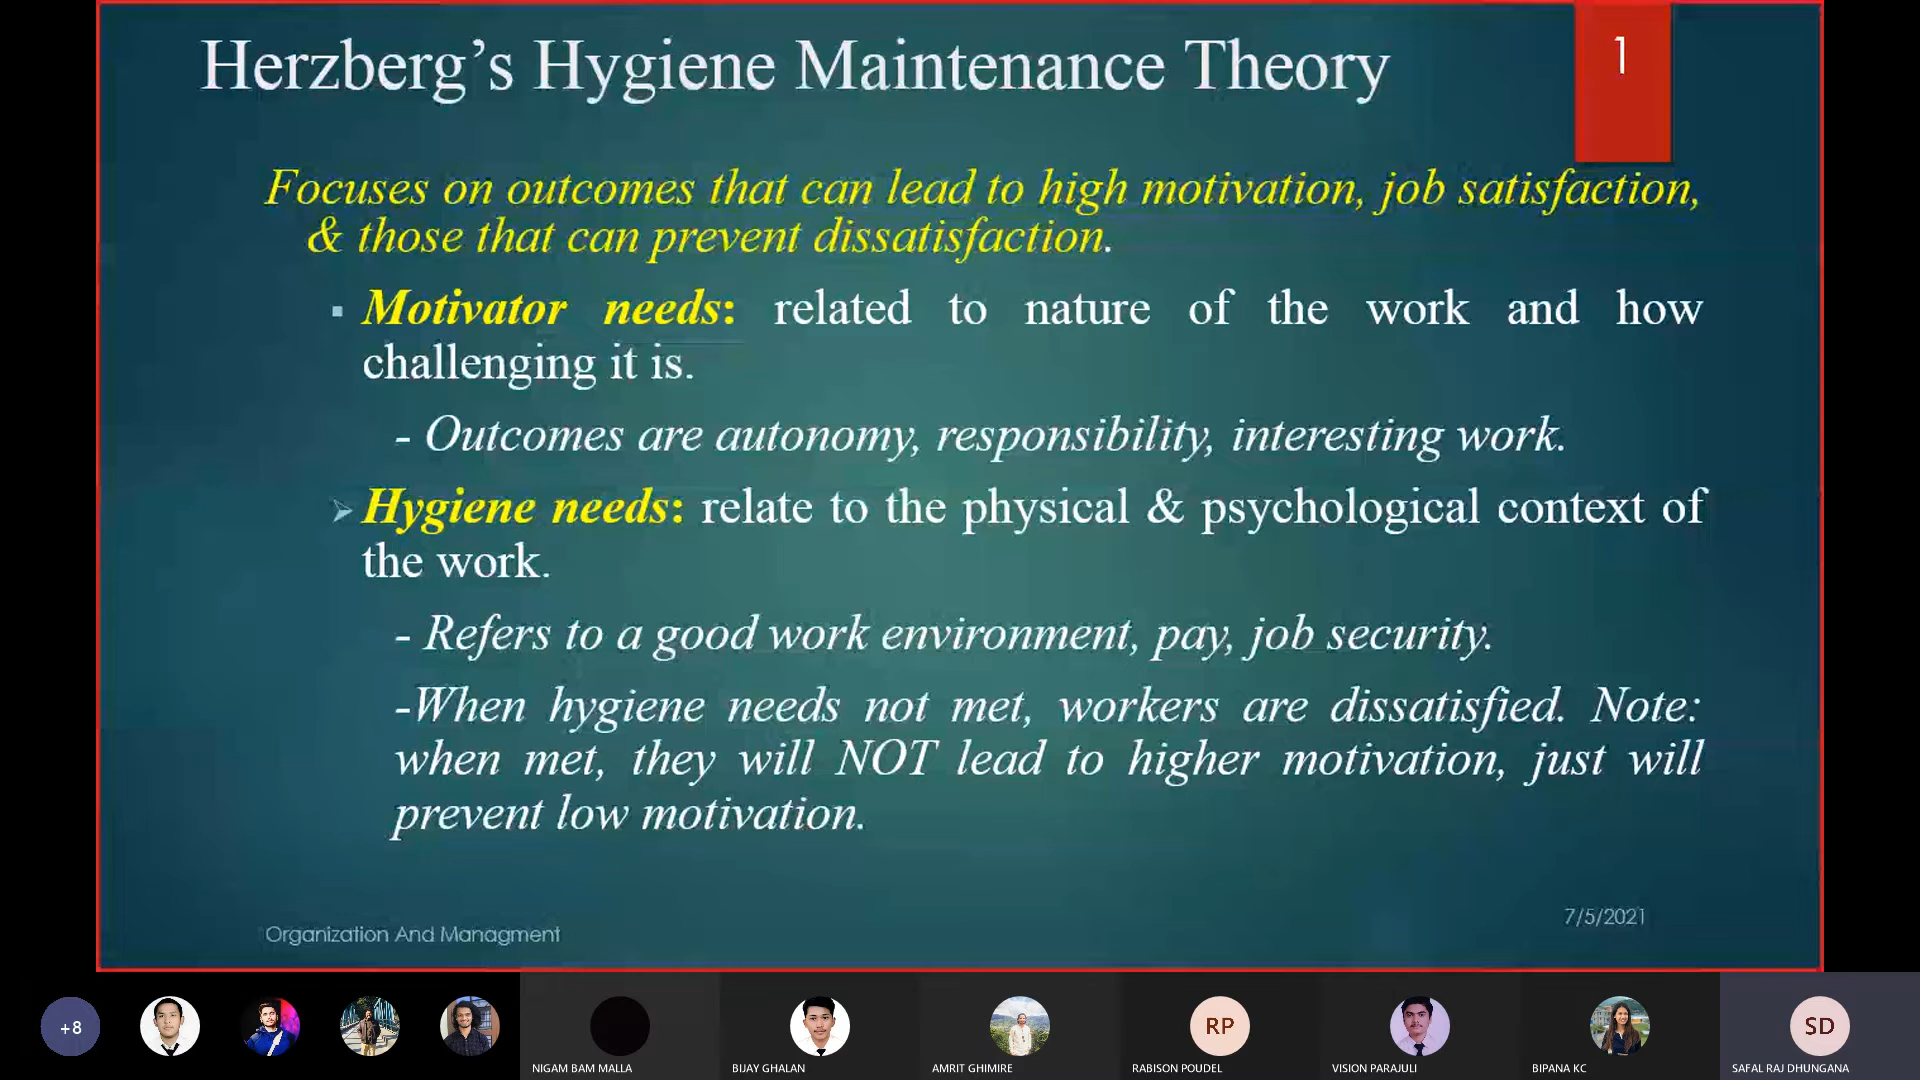 Herzberg’s Hygiene Maintenance Theory
1
Focuses on outcomes that can lead to high motivation, job satisfaction,
& those that can prevent dissatisfaction.
▪ Motivator needs: related to nature of the work and how
challenging it is.
- Outcomes are autonomy, responsibility, interesting work.
➢ Hygiene needs: relate to the physical & psychological context of
the work.
- Refers to a good work environment, pay, job security.
-When hygiene needs not met, workers are dissatisfied. Note:
when met, they will NOT lead to higher motivation, just will
prevent low motivation.
Organization And Managment
7/5/2021
+8
NIGAM BAM MALLA
BIJAY GHALAN
AMRIT GHIMIRE
RP
RABISON POUDEL
VISION PARAJULI
BIPANA KC
SD
SAFAL RAJ DHUNGANA